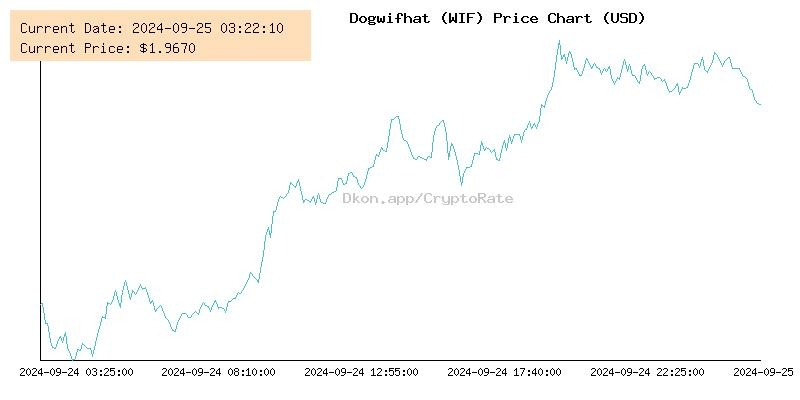 Dogwifhat (WIF) Price Chart (USD)
Current Date: 2024-09-25 03:22:10
Current Price: $1.9670
Dkon.app/CryptoRate
2024-09-24 03:25:00 2024-09-24 08:10:00 2024-09-24 12:55:00 2024-09-24 17:40:00 2024-09-24 22:25:00 2024-09-25